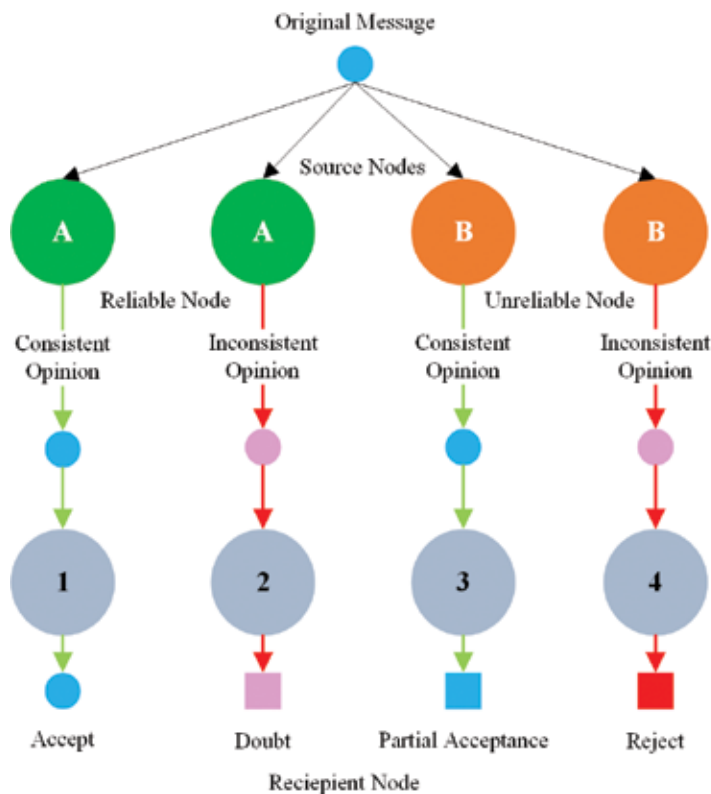 Original Message
Source Nodes
A
A
B
B
Reliable Node
Unreliable Node
Consistent
Opinion
Inconsistent
Opinion
Consistent
Opinion
Inconsistent
Opinion
1
2
3
4
Accept
Doubt
Partial Acceptance
Reject
Reciepient Node